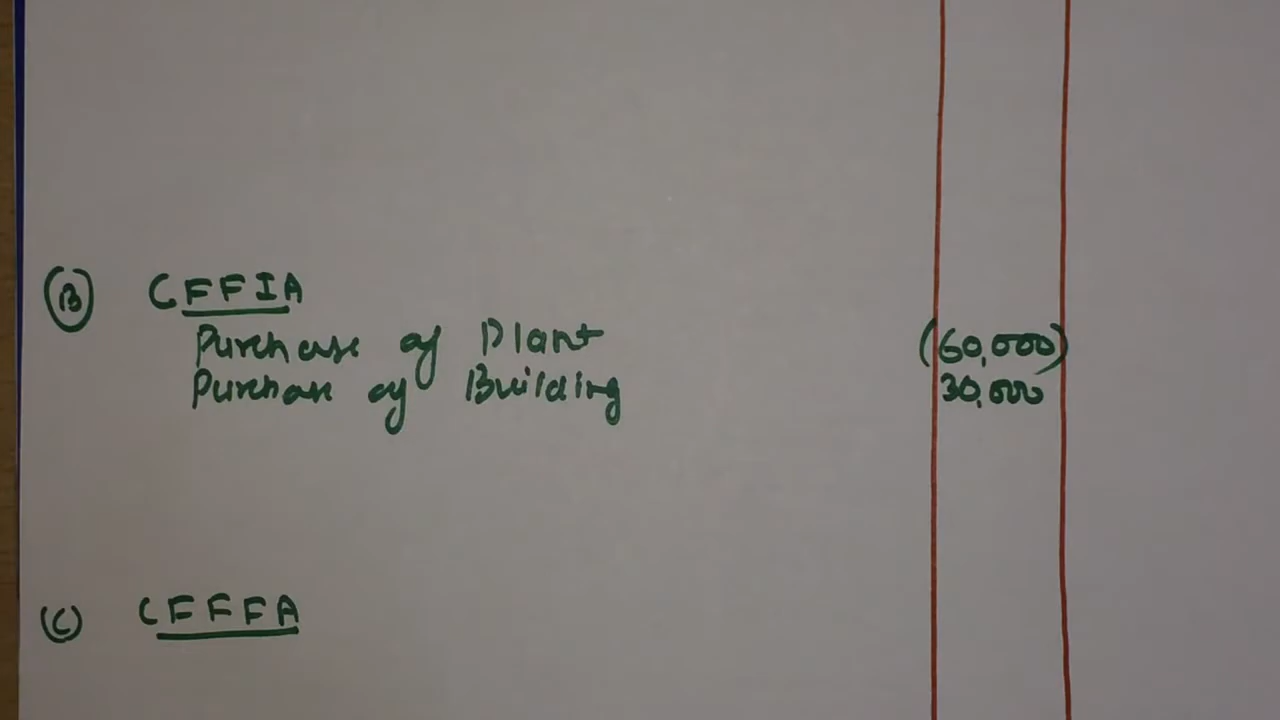 (B) CFFIA
Purchase of Plant (60,000)
Purchase of Building 30,000
(C) CFFFA